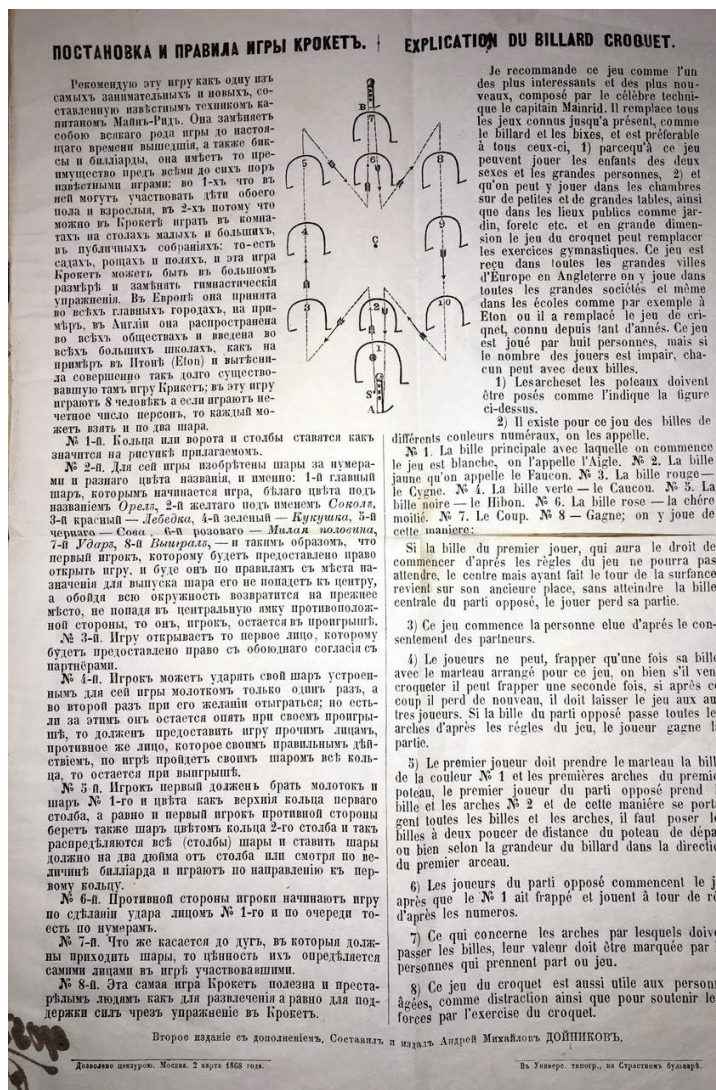 ПОСТАНОВКА И ПРАВИЛА ИГРЫ КРОКЕТЪ.
Рекомендую эту игру какъ одну изъ
самыхъ занимательныхъ и новыхъ, со-
ставленную извѣстнымъ техникомъ ка-
питаномъ Майнъ-Ридъ. Она замѣняетъ
собою всякаго рода игры до настоя-
щаго времени вышедшія, а также бик-
сы и билліарды, она имѣетъ то пре-
имущество предъ всѣми до сихъ поръ
извѣстными играми: во 1-хъ что въ
ней могутъ участвовать дѣти обоего
пола и взрослыя, въ 2-хъ потому что
можно въ Крокетѣ играть въ комна-
тахъ на столахъ малыхъ и большихъ,
въ публичныхъ собраніяхъ: то-есть
садахъ, рощахъ и поляхъ, и эта игра
Крокетъ можетъ быть въ большомъ
размѣрѣ и замѣнять гимнастическія
упражненія. Въ Европѣ она принята
во всѣхъ главныхъ городахъ, на при-
мѣръ, въ Англіи она распространена
во всѣхъ обществахъ и введена во
всѣхъ большихъ школахъ, какъ на
примѣръ въ Итонѣ (Eton) и вытѣсни-
ла совершенно такъ долго существо-
вавшую тамъ игру Крикетъ; въ эту игру
играютъ 8 человѣкъ а если играютъ не-
четное число персонъ, то каждый мо-
жетъ взять и по два шара.
№ 1-й. Кольца или ворота и столбы ставятся какъ
значится на рисункѣ прилагаемомъ.
№ 2-й. Для сей игры изобрѣтены шары за нумера-
ми и разнаго цвѣта названія, и именно: 1-й главный
шаръ, которымъ начинается игра, бѣлаго цвѣта подъ
названіемъ Орелъ, 2-й желтаго подъ именемъ Соколъ,
3-й красный — Лебедка, 4-й зеленый — Кукушка, 5-й
чернаго — Сова, 6-й розоваго — Милая половина,
7-й Ударъ, 8-й Выигралъ, — и такимъ образомъ, что
первый игрокъ, которому будетъ предоставлено право
открыть игру, и буде онъ по правиламъ съ мѣста на-
значенія для выпуска шара его не попадетъ къ центру,
а обойдя всю окружность возвратится на прежнее
мѣсто, не попадя въ центральную ямку противополож-
ной стороны, то онъ, игрокъ, остается въ проигрышѣ.
№ 3-й. Игру открываетъ то первое лицо, которому
будетъ предоставлено право съ обоюднаго согласія съ
партнёрами.
№ 4-й. Игрокъ можетъ ударять свой шаръ устроен-
нымъ для сей игры молоткомъ только одинъ разъ, а
во второй разъ при его желаніи отыграться; но есть-
ли за этимъ онъ остается опять при своемъ проигры-
шѣ, то долженъ предоставить игру прочимъ лицамъ,
противное же лицо, которое своимъ правильнымъ дѣй-
ствіемъ, по игрѣ пройдетъ своимъ шаромъ всѣ коль-
ца, то остается при выигрышѣ.
№ 5 й. Игрокъ первый долженъ брать молотокъ и
шаръ № 1-го и цвѣта какъ верхнія кольца перваго
столба, а равно и первый игрокъ противной стороны
беретъ также шаръ цвѣтомъ кольца 2-го столба и такъ
распредѣляются всѣ (столбы) шары и ставить шары
должно на два дюйма отъ столба или смотря по ве-
личинѣ билліарда и играютъ по направленію къ пер-
вому кольцу.
№ 6-й. Противной стороны игроки начинаютъ игру
по сдѣланіи удара лицомъ № 1-го и по очереди то-
есть по нумерамъ.
№ 7-й. Что же касается до дугъ, въ которыя долж-
ны приходить шары, то цѣнность ихъ опредѣляется
самими лицами въ игрѣ участвовавшими.
№ 8-й. Эта самая игра Крокетъ полезна и преста-
рѣлымъ людямъ какъ для развлеченія а равно для под-
держки силъ чрезъ упражненіе въ Крокетъ.
B
7
5
6
8
4
C
9
3
2
10
1
S
A
EXPLICATION DU BILLARD CROQUET.
Je recommande ce jeu comme l'un
des plus interessants et des plus nou-
veaux, composé par le célèbre techni-
que le capitain Mainrid. Il remplace tous
les jeux connus jusqu'a présent, comme
le billard et les bixes, et est préferable
à tous ceux-ci, 1) parcequ'à ce jeu
peuvent jouer les enfants des deux
sexes et les grandes personnes, 2) et
qu'on peut y jouer dans les chambres
sur de petites et de grandes tables, ainsi
que dans les lieux publics comme jar-
din, foretc etc. et en grande dimen-
sion le jeu du croquet peut remplacer
les exercices gymnastiques. Ce jeu est
reçu dans toutes les grandes villes
d'Europe en Angleterre on y joue dans
toutes les grandes sociétés et même
dans les écoles comme par exemple à
Eton ou il a remplacé le jeu de cri-
qnet, connu depuis tant d'annés. Ce jeu
est joué par huit personnes, mais si
le nombre des jouers est impair, cha-
cun peut avec deux billes.
1) Lesarcheset les poteaux doivent
être posés comme l'indique la figure
ci-dessus.
2) Il existe pour ce jou des billes de
différents couleurs numéraux, on les appelle.
№ 1. La bille principale avec laquelle on commence
le jeu est blanche, on l'appelle l'Aigle. № 2. La bille
jaune qu'on appelle le Faucon. № 3. La bille rouge —
le Cygne. № 4. La bille verte — le Caucou. № 5. La
bille noire — le Hibon. № 6. La bille rose — la chére
moitié. № 7. Le Coup. № 8 — Gagne; on y joue de
cette maniere:
Si la bille du premier jouer, qui aura le droit de
commencer d'aprés les règles du jeu ne pourra pas
attendre, le centre mais ayant fait le tour de la surfance
revient sur son ancieure place, sans atteindre la bille
centrale du parti opposé, le jouer perd sa partie.
3) Ce jeu commence la personne elue d'aprés le con-
sentement des partneurs.
4) Le joueurs ne peut, frapper qu'une fois sa bille
avec le marteau arrangé pour ce jeu, on bien s'il veut
croqueter il peut frapper une seconde fois, si après ce
coup il perd de nouveau, il doit laisser le jeu aux au-
tres joueurs. Si la bille du parti opposé passe toutes les
arches d'après les régles du jeu, le joueur gagne la
partie.
5) Le premier joueur doit prendre le marteau la bille
de la couleur № 1 et les premières arches du premier
poteau, le premier joueur du parti opposé prend la
bille et les arches № 2 et de cette maniére se porta-
gent toutes les billes et les arches, il faut poser les
billes à deux poucer de distance du poteau de dépa
ou bien selon la grandeur du billard dans la directio
du premier arceau.
6) Les joueurs du parti opposé commencent le j
après que le № 1 ait frappé et jouent à tour de rô
d'après les numeros.
7) Ce qui concerne les arches par lesquels doive
passer les billes, leur valeur doit être marquée par l
personnes qui prennent part ou jeu.
8) Ce jeu du croquet est aussi utile aux personn
âgées, comme distraction ainsi que pour soutenir le
forces par l'exercise du croquet.
Второе издание съ дополненіемъ, Составилъ и издалъ Андрей Михайловъ ДОЙНИКОВЪ.
Дозволено цензурою. Москва. 2 марта 1868 года.
Въ Универс. типогр., на Страстномъ бульварѣ.